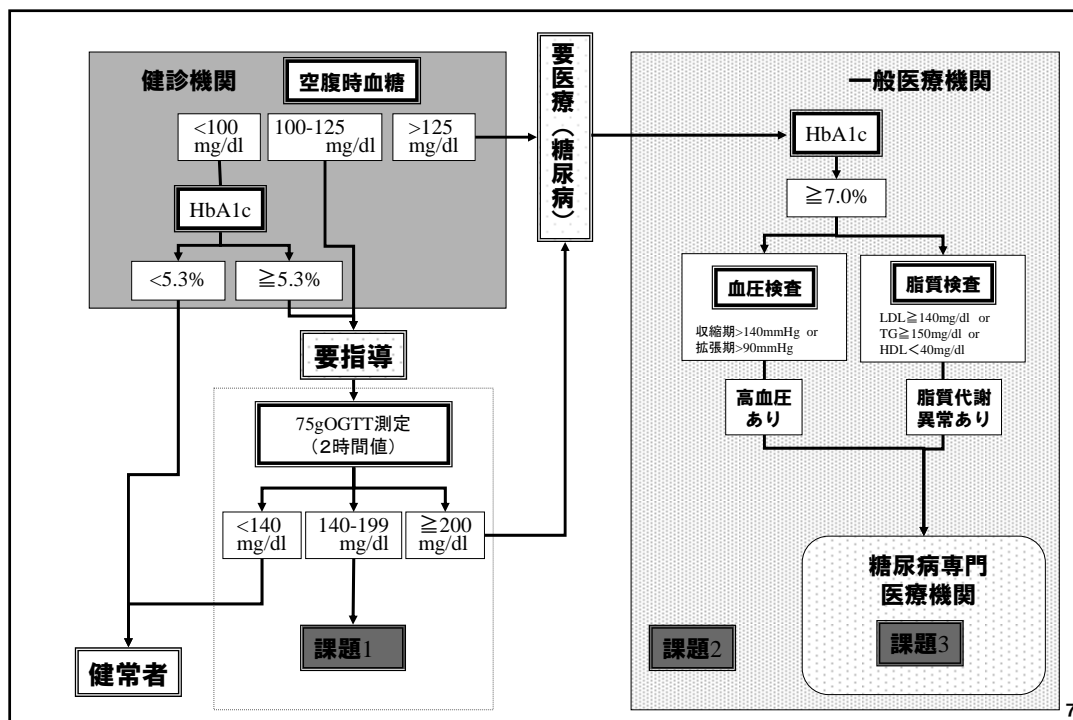 健診機関
空腹時血糖
<100
mg/dl
100-125
mg/dl
>125
mg/dl
HbA1c
<5.3%
≧5.3%
要指導
75gOGTT測定
（2時間値）
<140
mg/dl
140-199
mg/dl
≧200
mg/dl
健常者
課題1
要医療（糖尿病）
一般医療機関
HbA1c
≧7.0%
血圧検査
収縮期>140mmHg or
拡張期>90mmHg
脂質検査
LDL≧140mg/dl or
TG≧150mg/dl or
HDL＜40mg/dl
高血圧
あり
脂質代謝
異常あり
糖尿病専門
医療機関
課題2
課題3
7